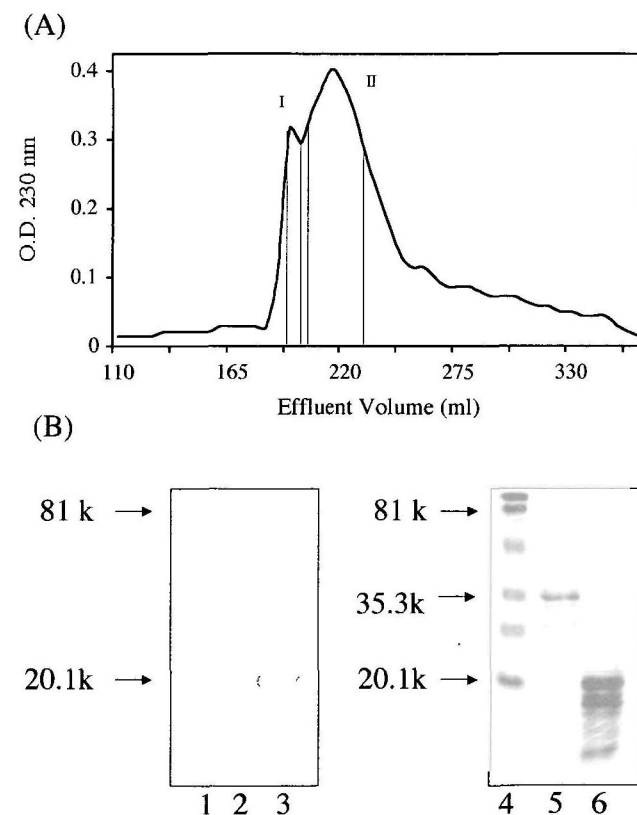 (A)
0.4
I
II
0.3
0.2
0.1
0
O.D. 230 nm
110 165 220 275 330
Effluent Volume (ml)
(B)
81 k
81 k
35.3k
20.1k
20.1k
1 2 3
4 5 6